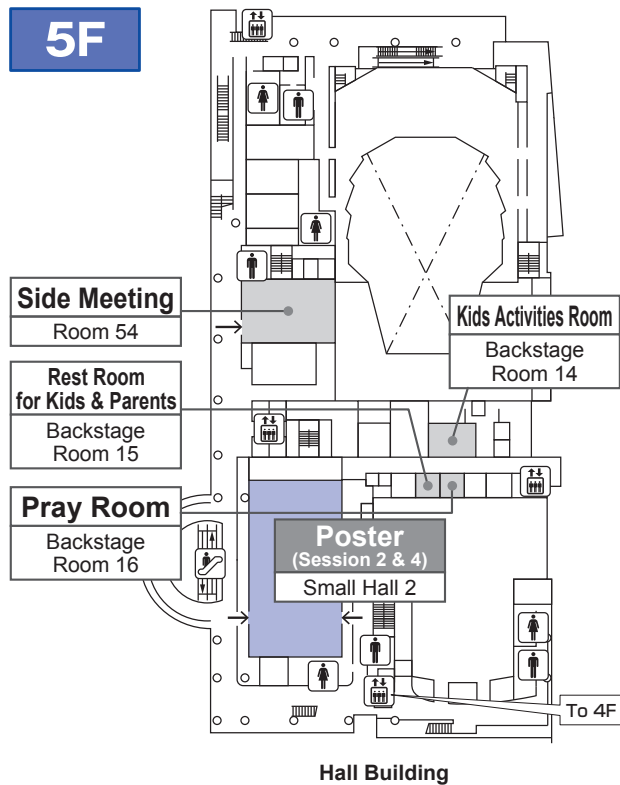 5F
Side Meeting
Room 54
Kids Activities Room
Backstage
Room 14
Rest Room
for Kids & Parents
Backstage
Room 15
Pray Room
Backstage
Room 16
Poster
(Session 2 & 4)
Small Hall 2
To 4F
Hall Building